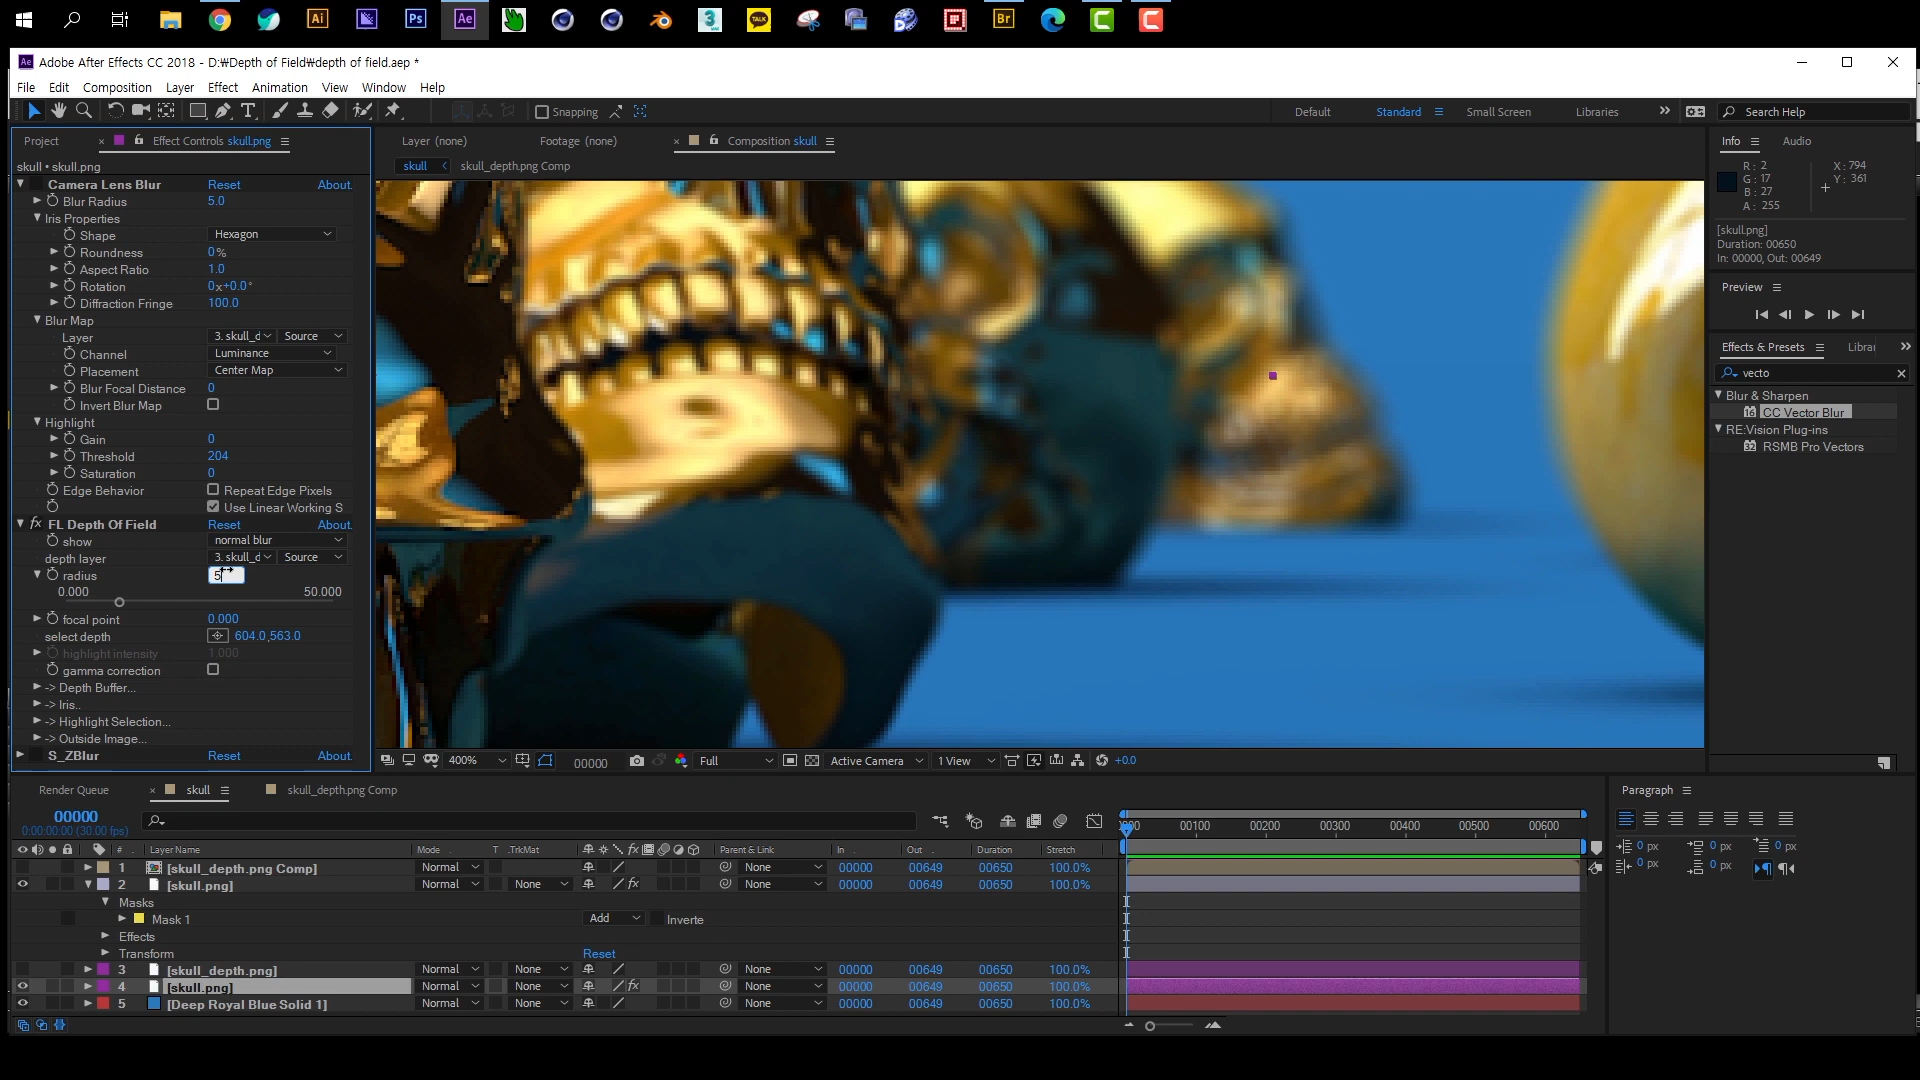 Adobe After Effects CC 2018 - D:₩Depth of Field₩depth of field.aep *
File Edit Composition Layer Effect Animation View Window Help
Snapping Default Standard Small Screen Libraries Search Help
Project Effect Controls skull.png
skull • skull.png
Camera Lens Blur Reset About.
Blur Radius 5.0
Iris Properties
Shape Hexagon
Roundness 0%
Aspect Ratio 1.0
Rotation 0x+0.0°
Diffraction Fringe 100.0
Blur Map
Layer 3. skull_d Source
Channel Luminance
Placement Center Map
Blur Focal Distance 0
Invert Blur Map
Highlight
Gain 0
Threshold 204
Saturation 0
Edge Behavior Repeat Edge Pixels
Use Linear Working S
FL Depth Of Field Reset About.
show normal blur
depth layer 3. skull_d Source
radius 5
0.000 50.000
focal point 0.000
select depth 604.0,563.0
highlight intensity 1.000
gamma correction
-> Depth Buffer...
-> Iris..
-> Highlight Selection...
-> Outside Image...
S_ZBlur Reset About.
Layer (none) Footage (none) Composition skull
skull skull_depth.png Comp
400% 00000 Full Active Camera 1 View +0.0
Info Audio
R: 2 X: 794
G: 17 Y: 361
B: 27
A: 255
[skull.png]
Duration: 00650
In: 00000, Out: 00649
Preview
Effects & Presets Librai
vecto
Blur & Sharpen
CC Vector Blur
RE:Vision Plug-ins
RSMB Pro Vectors
Render Queue skull skull_depth.png Comp
00000
0:00:00:00 (30.00 fps)
000 00100 00200 00300 00400 00500 00600
# Layer Name Mode T .TrkMat Parent & Link In Out Duration Stretch
1 [skull_depth.png Comp] Normal None 00000 00649 00650 100.0%
2 [skull.png] Normal None None 00000 00649 00650 100.0%
Masks
Mask 1 Add Inverte
Effects
Transform Reset
3 [skull_depth.png] Normal None None 00000 00649 00650 100.0%
4 [skull.png] Normal None None 00000 00649 00650 100.0%
5 [Deep Royal Blue Solid 1] Normal None None 00000 00649 00650 100.0%
Paragraph
0 px 0 px 0 px
0 px 0 px